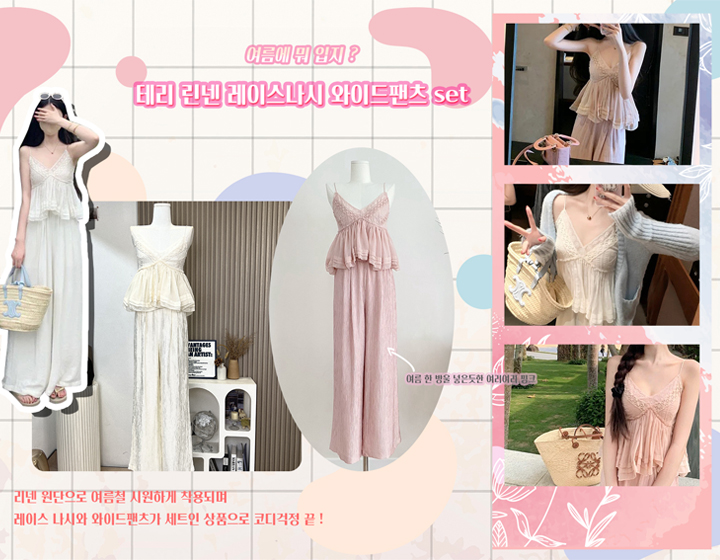 여름에 뭐 입지 ?
테리 린넨 레이스나시 와이드팬츠 set
여름 한 방울 넣은듯한 여리여리 핑크
리넨 원단으로 여름철 시원하게 착용되며
레이스 나시와 와이드팬츠가 세트인 상품으로 코디걱정 끝 !